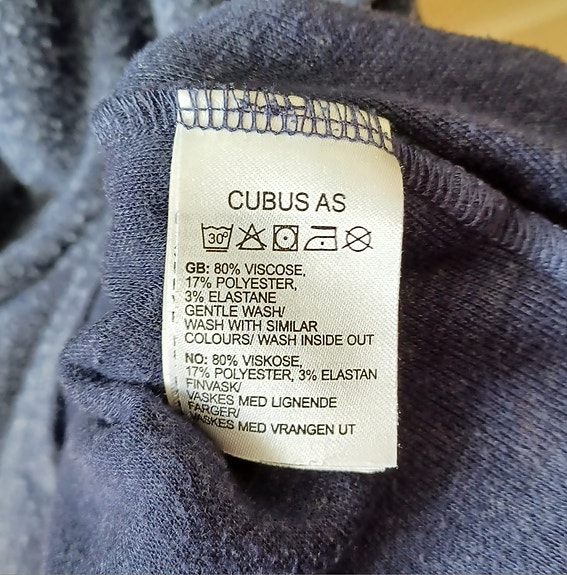 CUBUS AS
30°
GB: 80% VISCOSE,
17% POLYESTER,
3% ELASTANE
GENTLE WASH/
WASH WITH SIMILAR
COLOURS/ WASH INSIDE OUT
NO: 80% VISKOSE,
17% POLYESTER, 3% ELASTAN
FINVASK/
VASKES MED LIGNENDE
FARGER/
VASKES MED VRANGEN UT